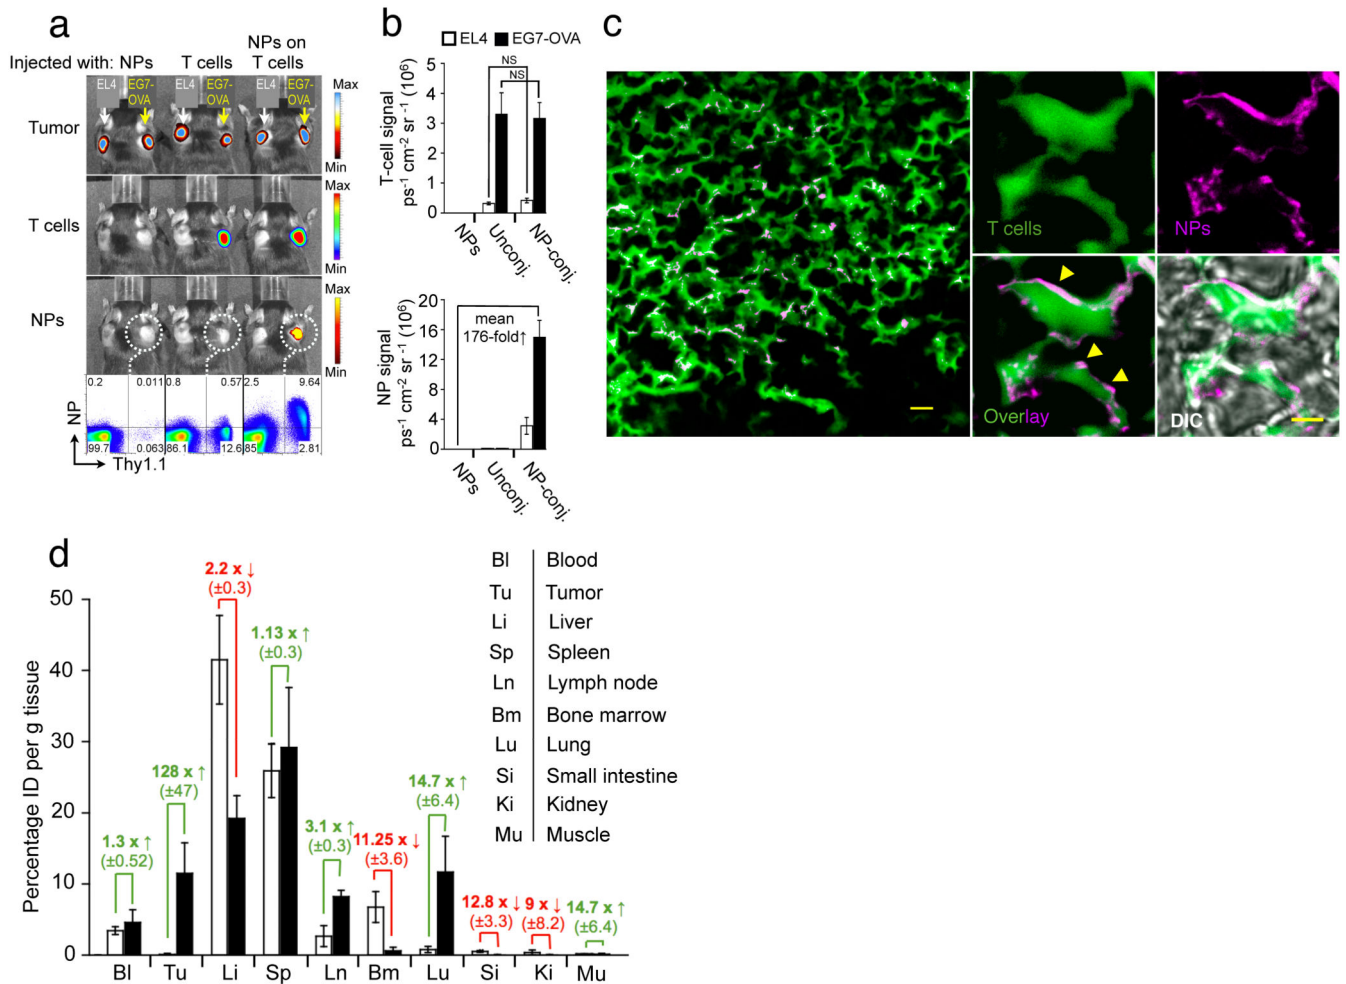 a
Injected with: NPs
T cells
NPs on
T cells
EL4
EG7-
OVA
EL4
EG7-
OVA
EL4
EG7-
OVA
Tumor
Max
Min
T cells
Max
Min
NPs
Max
Min
0.2
0.011
0.8
0.57
2.5
9.64
99.7
0.063
86.1
12.6
85
2.81
NP
Thy1.1
b
EL4
EG7-OVA
T-cell signal
ps⁻¹ cm⁻² sr⁻¹ (10⁶)
5
4
3
2
1
0
NS
NS
NPs
Unconj.
NP-conj.
NP signal
ps⁻¹ cm⁻² sr⁻¹ (10⁶)
20
16
12
8
4
0
mean
176-fold↑
NPs
Unconj.
NP-conj.
c
T cells
NPs
Overlay
DIC
d
Percentage ID per g tissue
50
40
30
20
10
0
1.3 x ↑
(±0.52)
128 x ↑
(±47)
2.2 x ↓
(±0.3)
1.13 x ↑
(±0.3)
3.1 x ↑
(±0.3)
11.25 x ↓
(±3.6)
14.7 x ↑
(±6.4)
12.8 x ↓
(±3.3)
9 x ↓
(±8.2)
14.7 x ↑
(±6.4)
Bl Tu Li Sp Ln Bm Lu Si Ki Mu
Bl Blood
Tu Tumor
Li Liver
Sp Spleen
Ln Lymph node
Bm Bone marrow
Lu Lung
Si Small intestine
Ki Kidney
Mu Muscle